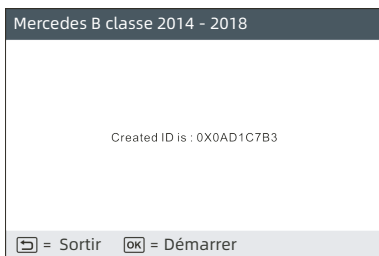 Mercedes B classe 2014 - 2018
Created ID is : 0X0AD1C7B3
= Sortir OK = Démarrer